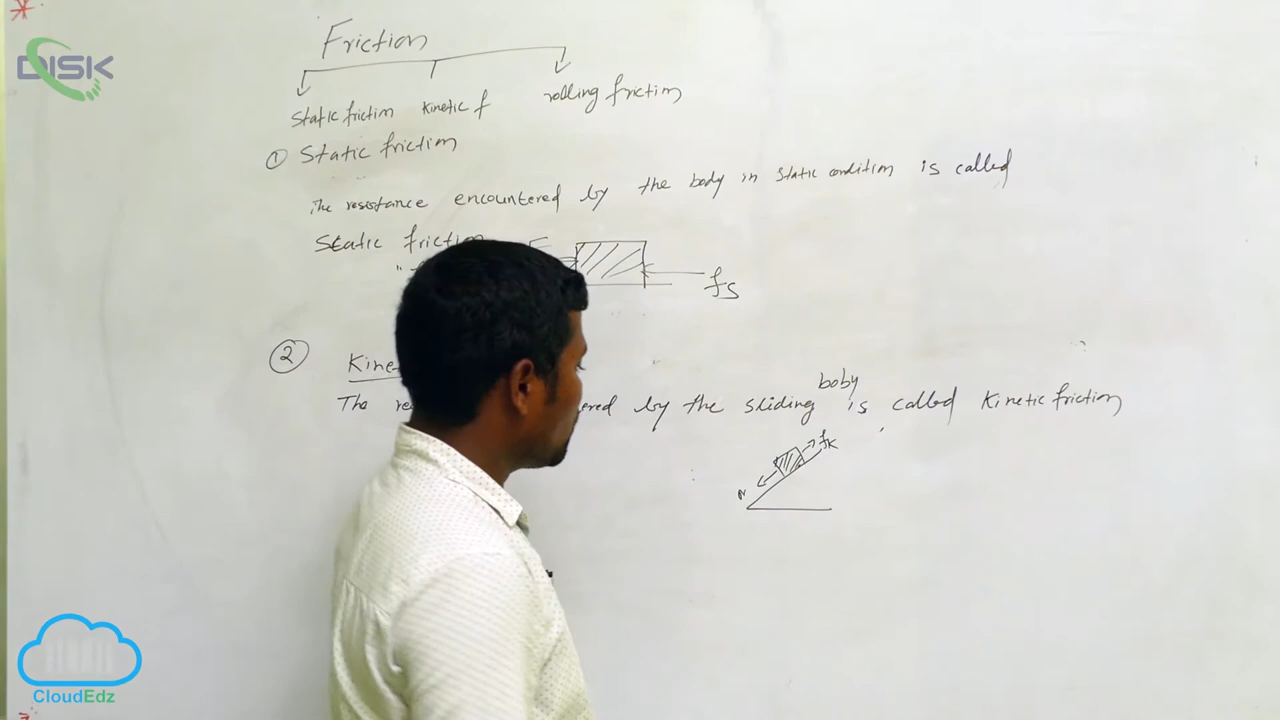 DISK
Friction
Static friction kinetic f rolling friction
① Static friction
The resistance encountered by the body in static condition is called
Static friction F
fs
② Kine
The re ered by the sliding boby is called Kinetic friction
fk
CloudEdz